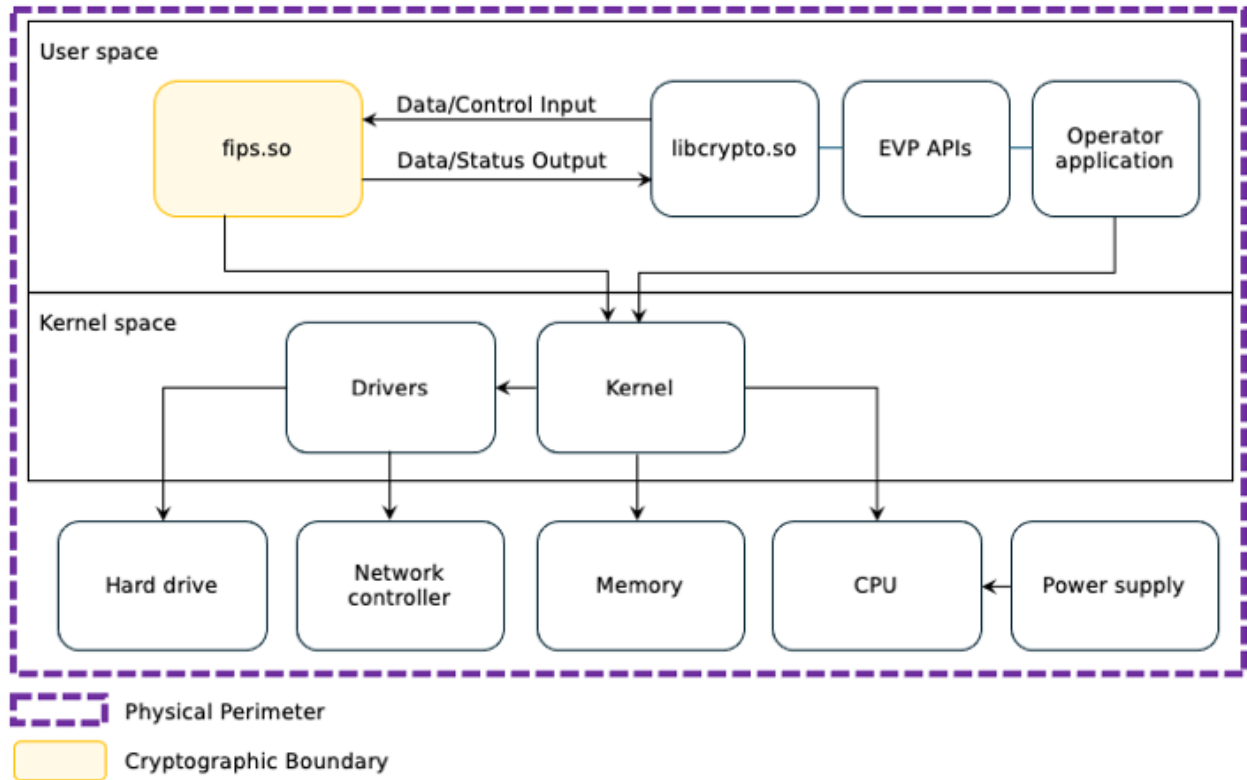 User space
Data/Control Input
fips.so
Data/Status Output
libcrypto.so
EVP APIs
Operator
application
Kernel space
Drivers
Kernel
Hard drive
Network
controller
Memory
CPU
Power supply
Physical Perimeter
Cryptographic Boundary